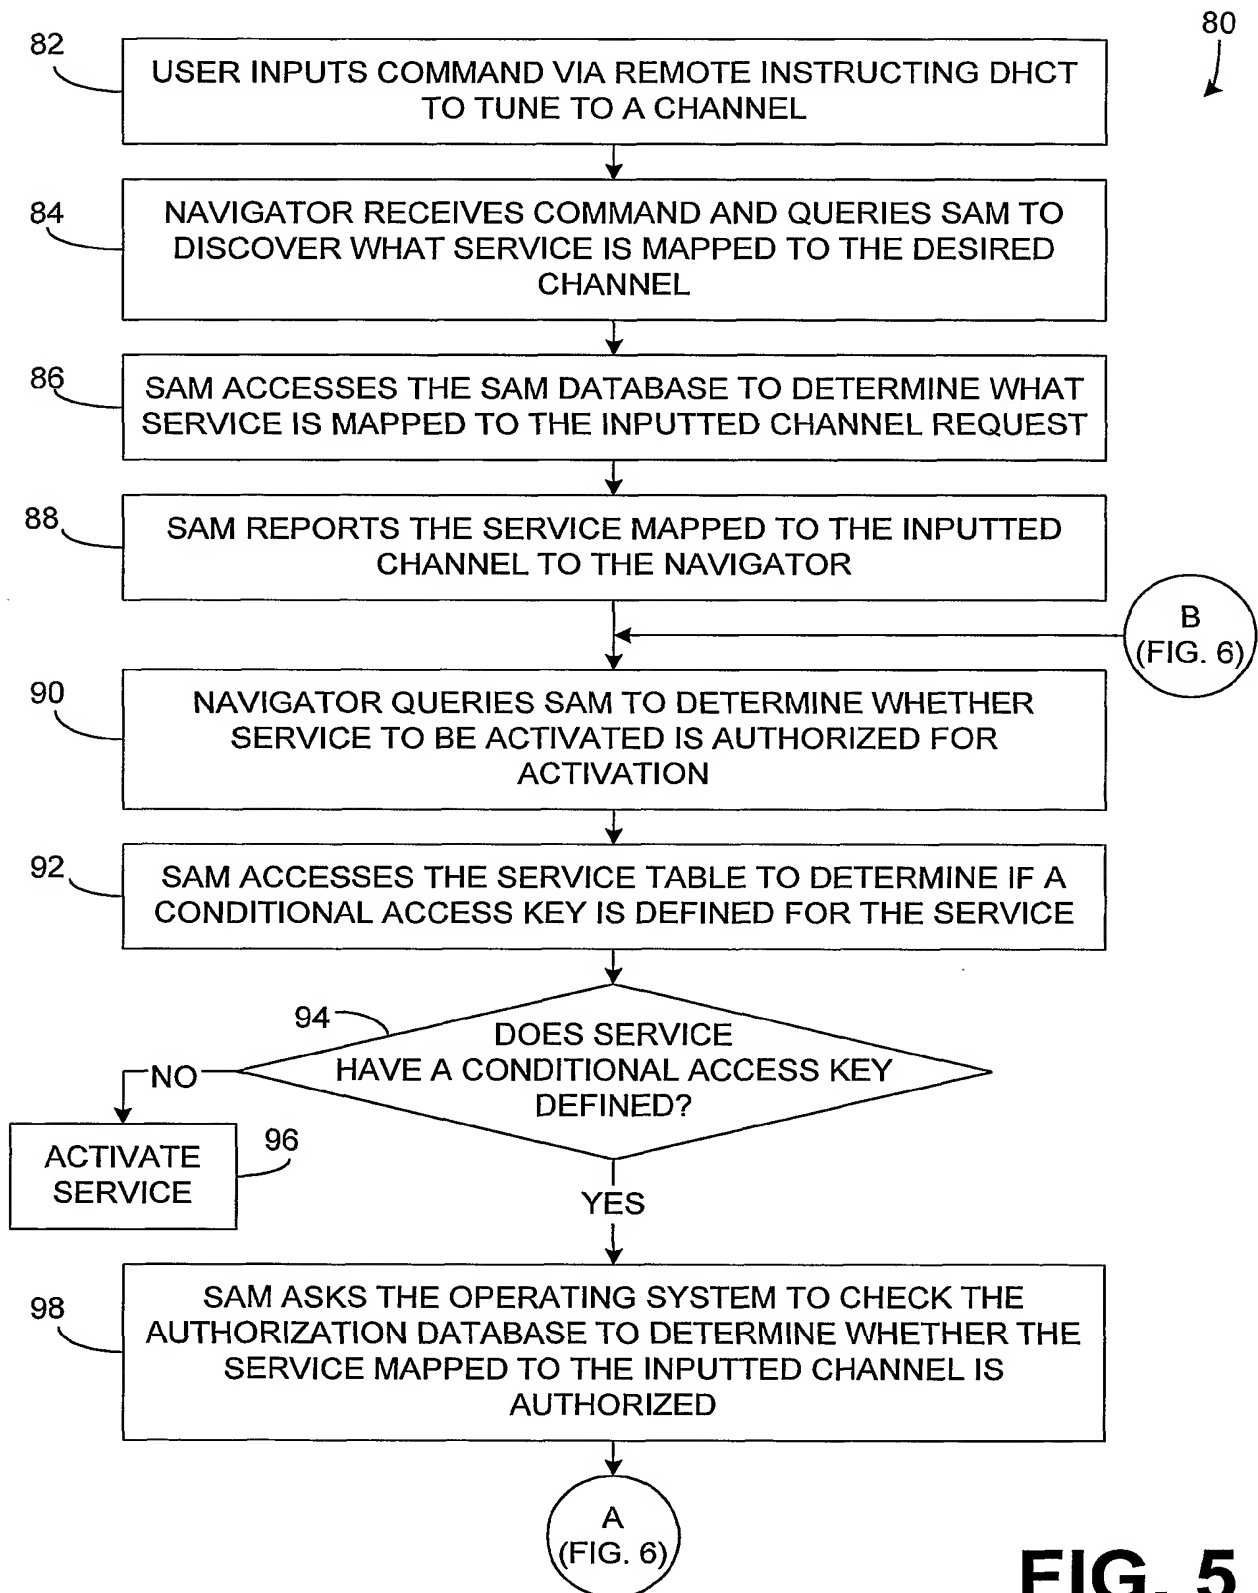 80
82
USER INPUTS COMMAND VIA REMOTE INSTRUCTING DHCT
TO TUNE TO A CHANNEL
84
NAVIGATOR RECEIVES COMMAND AND QUERIES SAM TO
DISCOVER WHAT SERVICE IS MAPPED TO THE DESIRED
CHANNEL
86
SAM ACCESSES THE SAM DATABASE TO DETERMINE WHAT
SERVICE IS MAPPED TO THE INPUTTED CHANNEL REQUEST
88
SAM REPORTS THE SERVICE MAPPED TO THE INPUTTED
CHANNEL TO THE NAVIGATOR
B
(FIG. 6)
90
NAVIGATOR QUERIES SAM TO DETERMINE WHETHER
SERVICE TO BE ACTIVATED IS AUTHORIZED FOR
ACTIVATION
92
SAM ACCESSES THE SERVICE TABLE TO DETERMINE IF A
CONDITIONAL ACCESS KEY IS DEFINED FOR THE SERVICE
94
DOES SERVICE
HAVE A CONDITIONAL ACCESS KEY
DEFINED?
NO
96
ACTIVATE
SERVICE
YES
98
SAM ASKS THE OPERATING SYSTEM TO CHECK THE
AUTHORIZATION DATABASE TO DETERMINE WHETHER THE
SERVICE MAPPED TO THE INPUTTED CHANNEL IS
AUTHORIZED
A
(FIG. 6)
FIG. 5